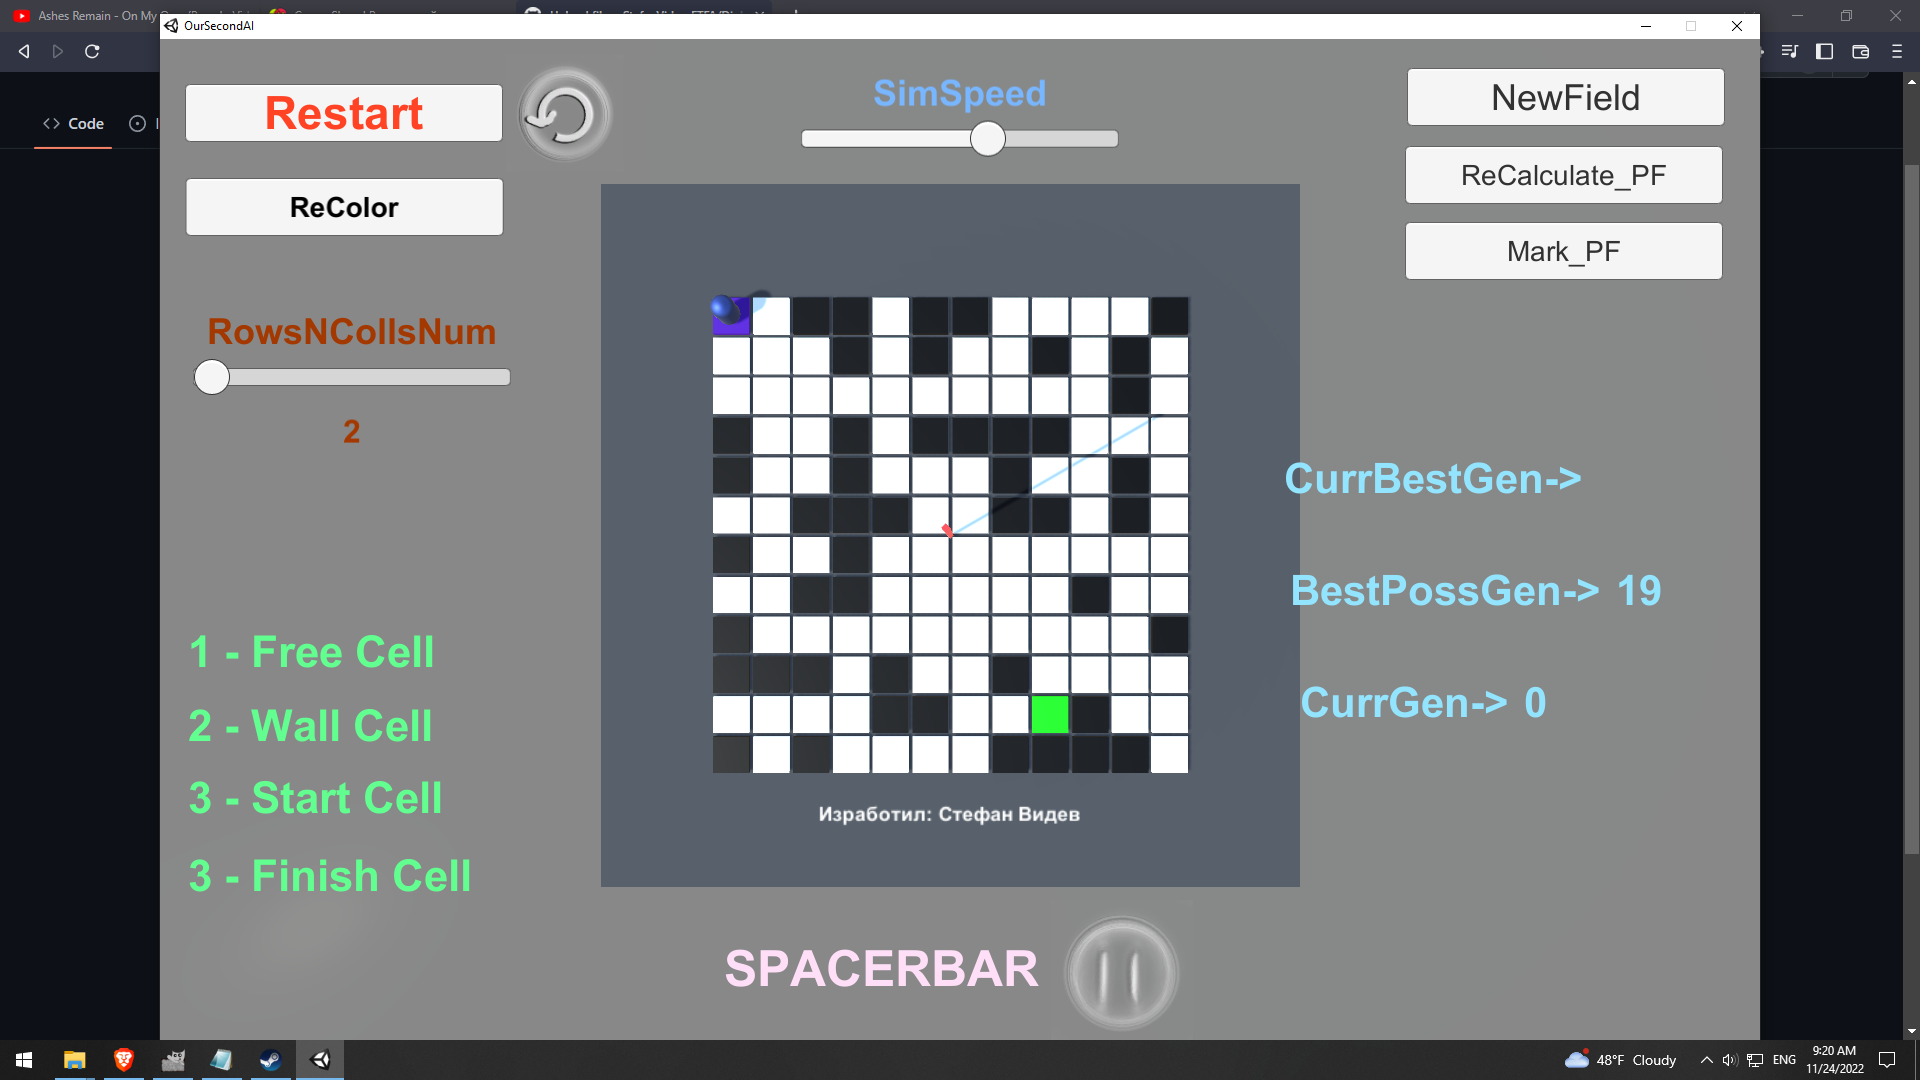 Ashes Remain - On My
OurSecondAI
Code
Restart
SimSpeed
NewField
ReColor
ReCalculate_PF
Mark_PF
RowsNCollsNum
2
CurrBestGen->
BestPossGen-> 19
CurrGen-> 0
1 - Free Cell
2 - Wall Cell
3 - Start Cell
3 - Finish Cell
Изработил: Стефан Видев
SPACERBAR
48°F Cloudy
ENG
9:20 AM
11/24/2022